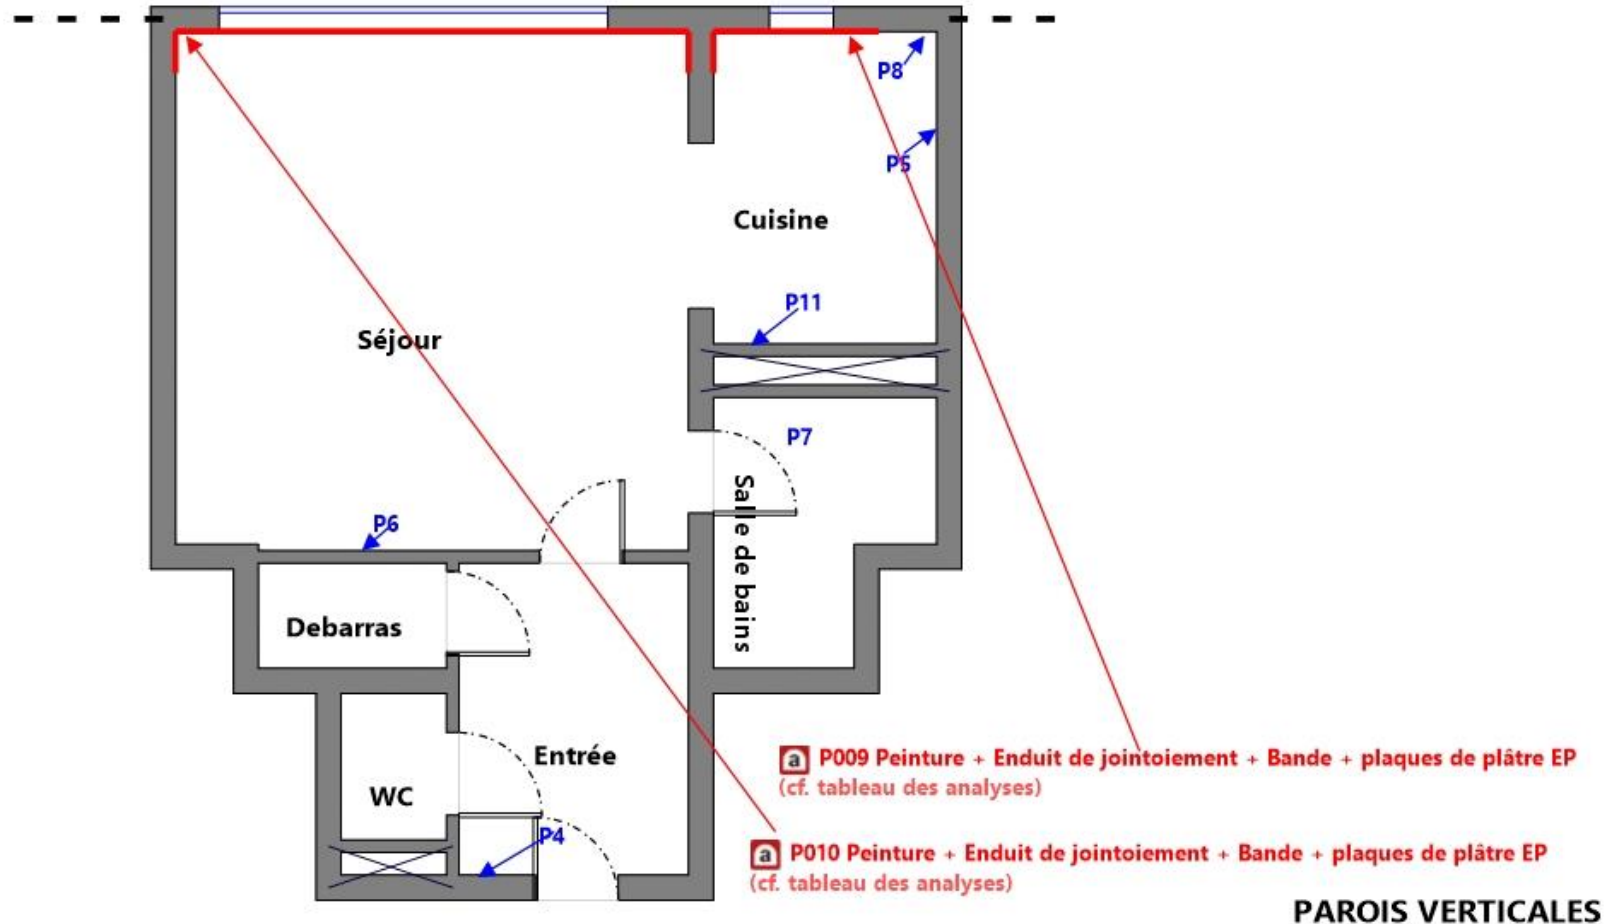 P8
P5
Cuisine
P11
Séjour
P7
Salle de bains
P6
Debarras
Entrée
WC
P4
a P009 Peinture + Enduit de jointoiement + Bande + plaques de plâtre EP
(cf. tableau des analyses)
a P010 Peinture + Enduit de jointoiement + Bande + plaques de plâtre EP
(cf. tableau des analyses)
PAROIS VERTICALES